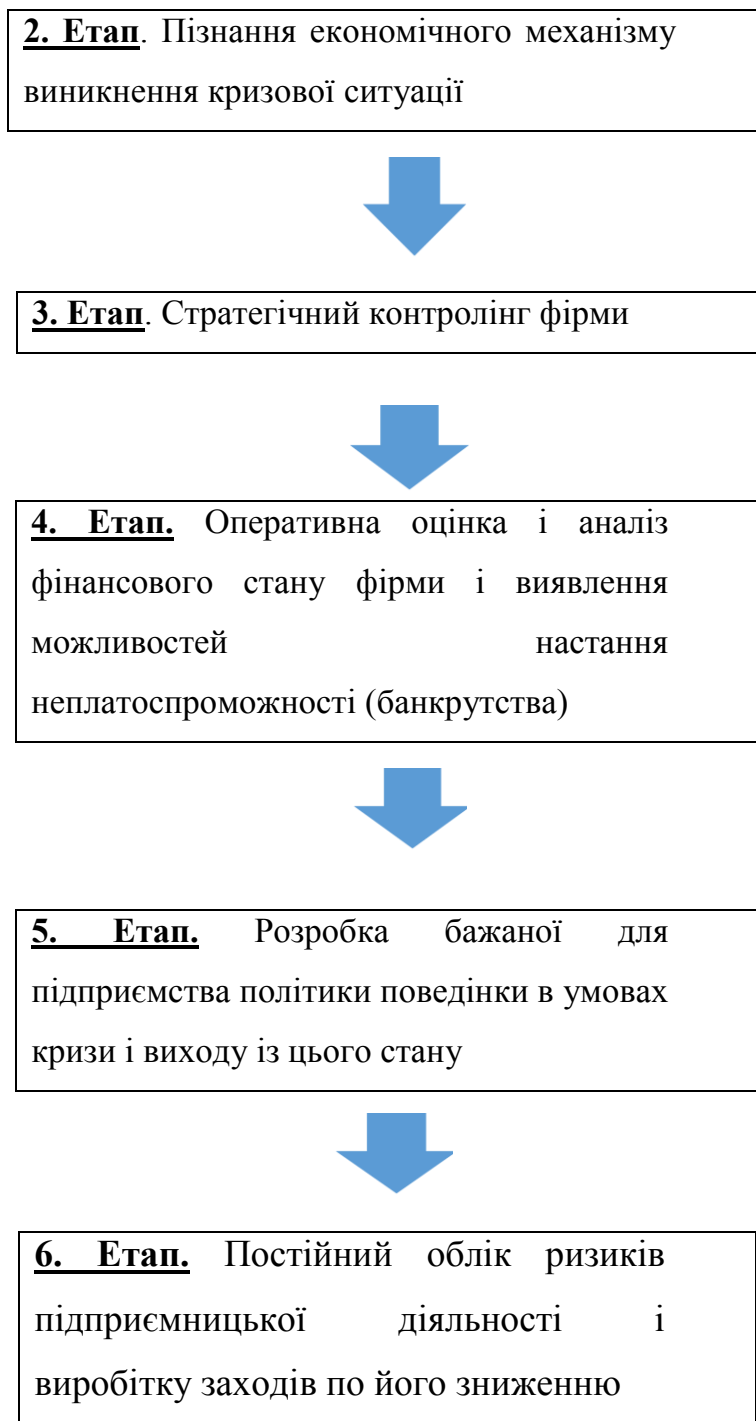 2. Етап. Пізнання економічного механізму
виникнення кризової ситуації
3. Етап. Стратегічний контролінг фірми
4. Етап. Оперативна оцінка і аналіз
фінансового стану фірми і виявлення
можливостей настання
неплатоспроможності (банкрутства)
5. Етап. Розробка бажаної для
підприємства політики поведінки в умовах
кризи і виходу із цього стану
6. Етап. Постійний облік ризиків
підприємницької діяльності і
виробітку заходів по його зниженню